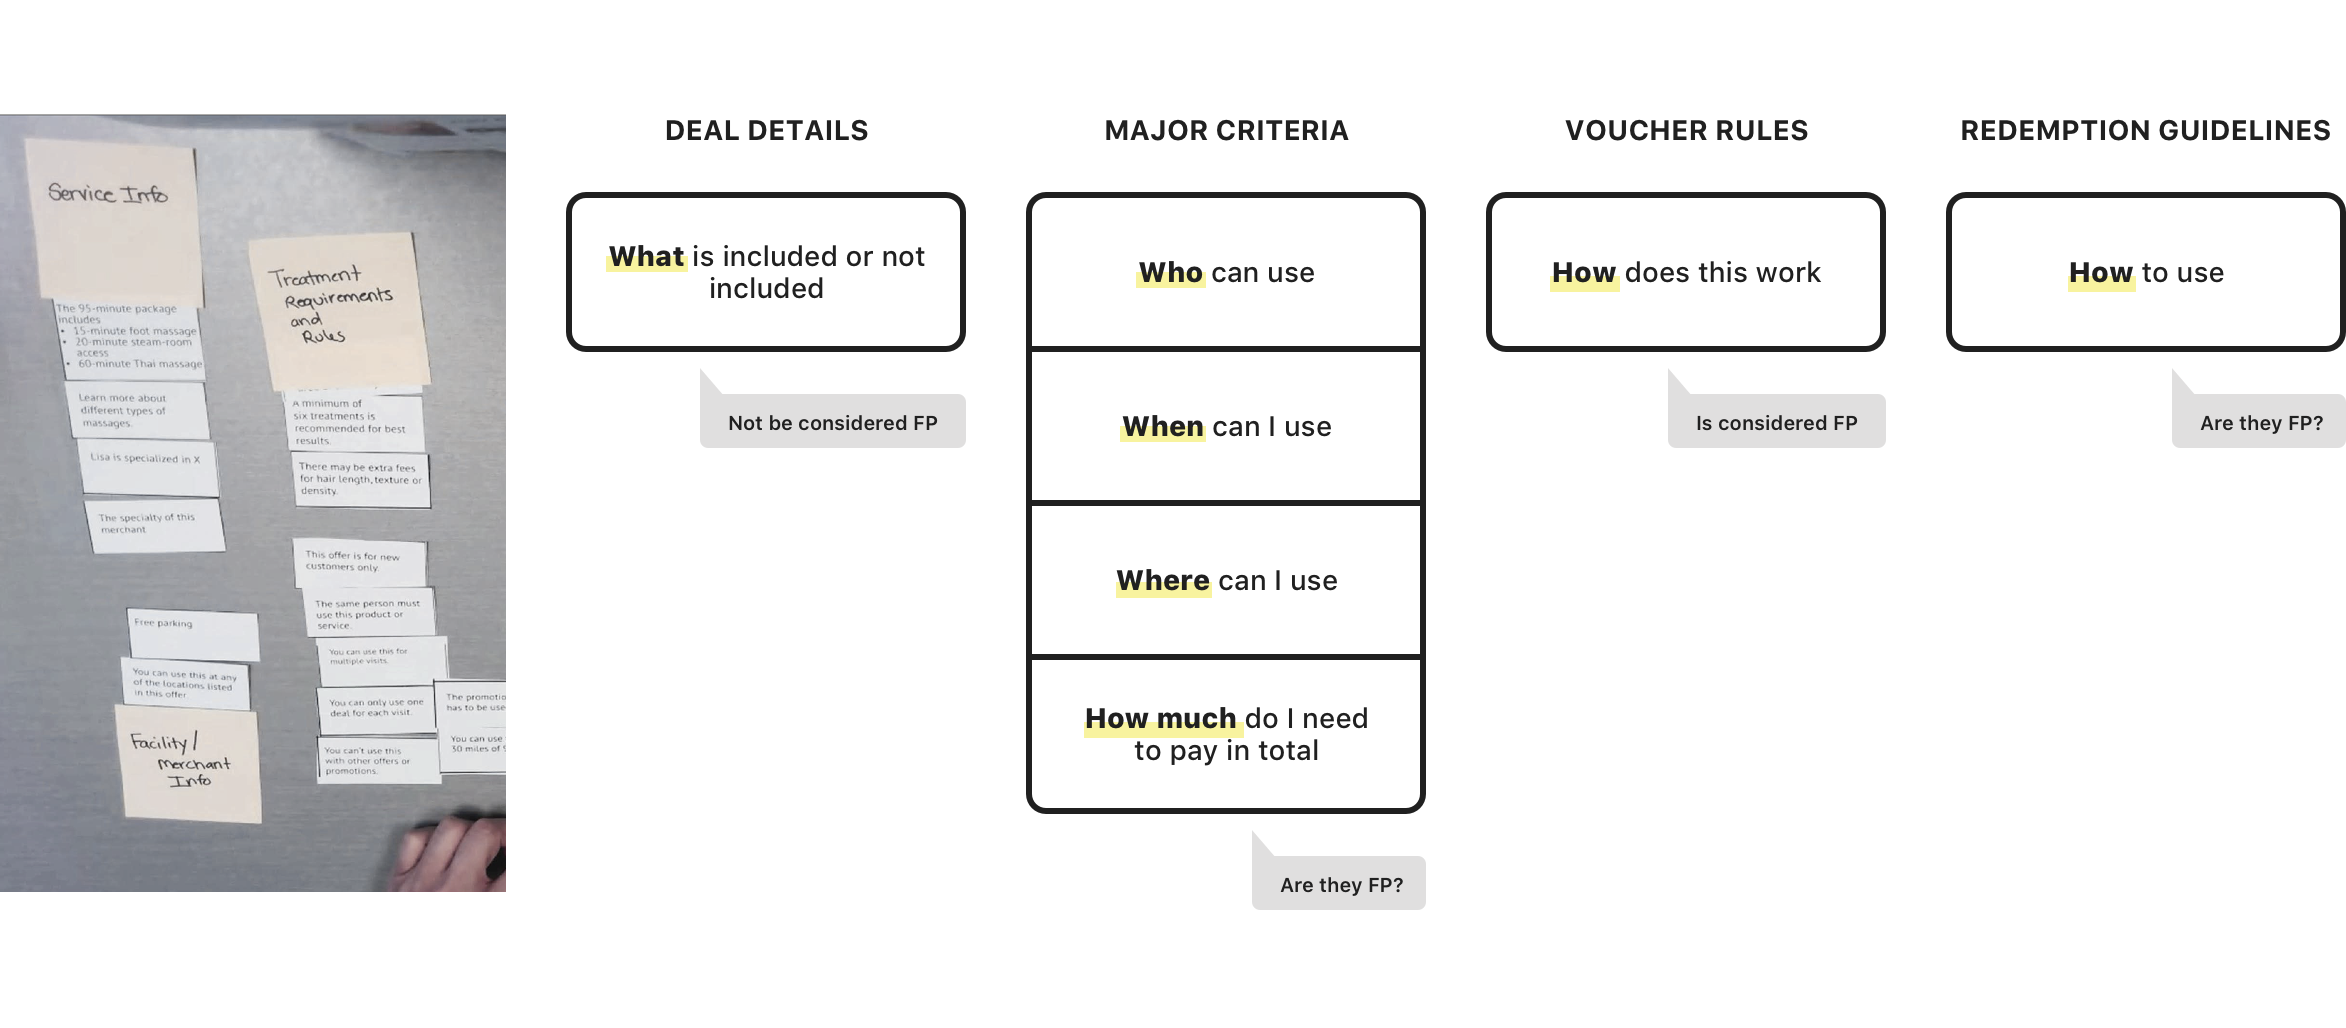 Service Info
The 95-minute package
includes
• 15-minute foot massage
• 20-minute steam-room
access
• 60-minute Thai massage
Learn more about
different types of
massages.
Lisa is specialized in X
The specialty of this
merchant
Free parking
You can use this at any
of the locations listed
in this offer
Facility/
Merchant
Info
Treatment
Requirements
and
Rules
A minimum of
six treatments is
recommended for best
results.
There may be extra fees
for hair length, texture or
density.
This offer is for new
customers only.
The same person must
use this product or
service.
You can use this for
multiple visits.
You can only use one
deal for each visit.
You can't use this
with other offers or
promotions.
The promotio
has to be use
You can use
30 miles of
DEAL DETAILS
What is included or not
included
Not be considered FP
MAJOR CRITERIA
Who can use
When can I use
Where can I use
How much do I need
to pay in total
Are they FP?
VOUCHER RULES
How does this work
Is considered FP
REDEMPTION GUIDELINES
How to use
Are they FP?